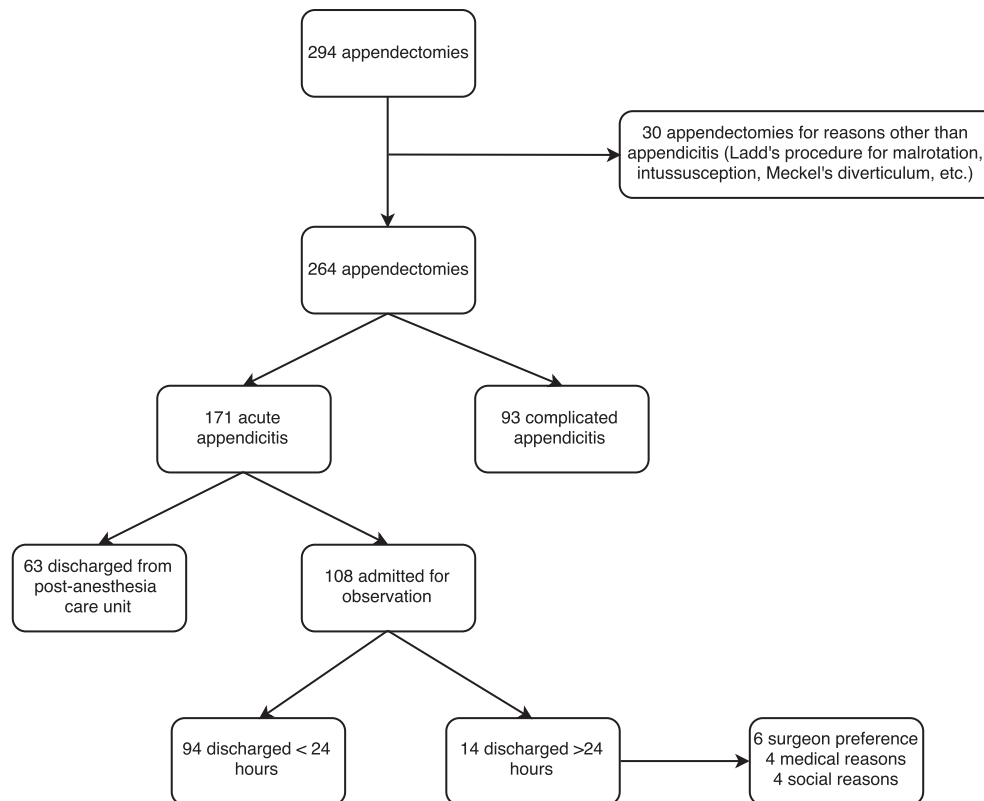 294 appendectomies
30 appendectomies for reasons other than
appendicitis (Ladd's procedure for malrotation,
intussusception, Meckel's diverticulum, etc.)
264 appendectomies
171 acute
appendicitis
93 complicated
appendicitis
63 discharged from
post-anesthesia
care unit
108 admitted for
observation
94 discharged < 24
hours
14 discharged >24
hours
6 surgeon preference
4 medical reasons
4 social reasons